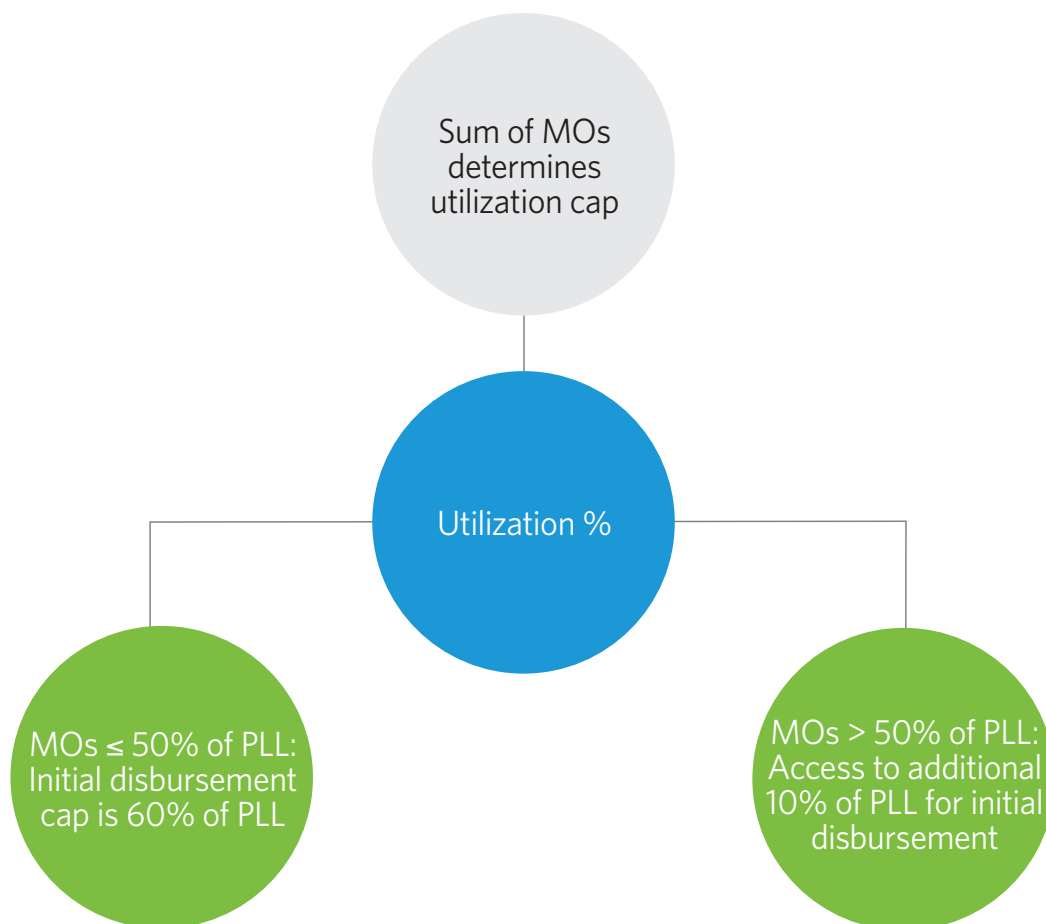 Sum of MOs
determines
utilization cap
Utilization %
MOs ≤ 50% of PLL:
Initial disbursement
cap is 60% of PLL
MOs > 50% of PLL:
Access to additional
10% of PLL for initial
disbursement